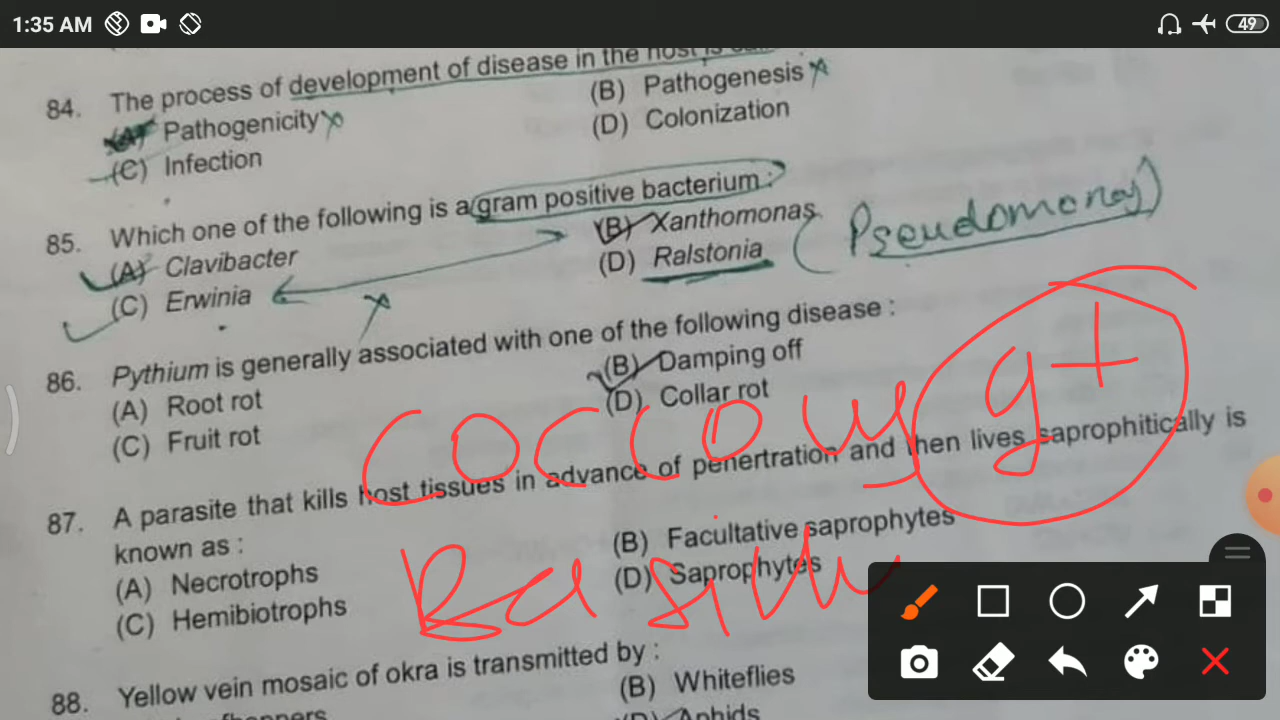 1:35 AM 49
84. The process of development of disease in the host is
(A) Pathogenicity (B) Pathogenesis
(C) Infection (D) Colonization
85. Which one of the following is a gram positive bacterium :
(A) Clavibacter (B) Xanthomonas
(C) Erwinia (D) Ralstonia (Pseudomonas)
86. Pythium is generally associated with one of the following disease :
(A) Root rot (B) Damping off
(C) Fruit rot (D) Collar rot
coccous g+
87. A parasite that kills host tissues in advance of penertration and then lives saprophitically is
known as :
(A) Necrotrophs (B) Facultative saprophytes
(C) Hemibiotrophs (D) Saprophytes
88. Yellow vein mosaic of okra is transmitted by :
(B) Whiteflies
(D) Aphids